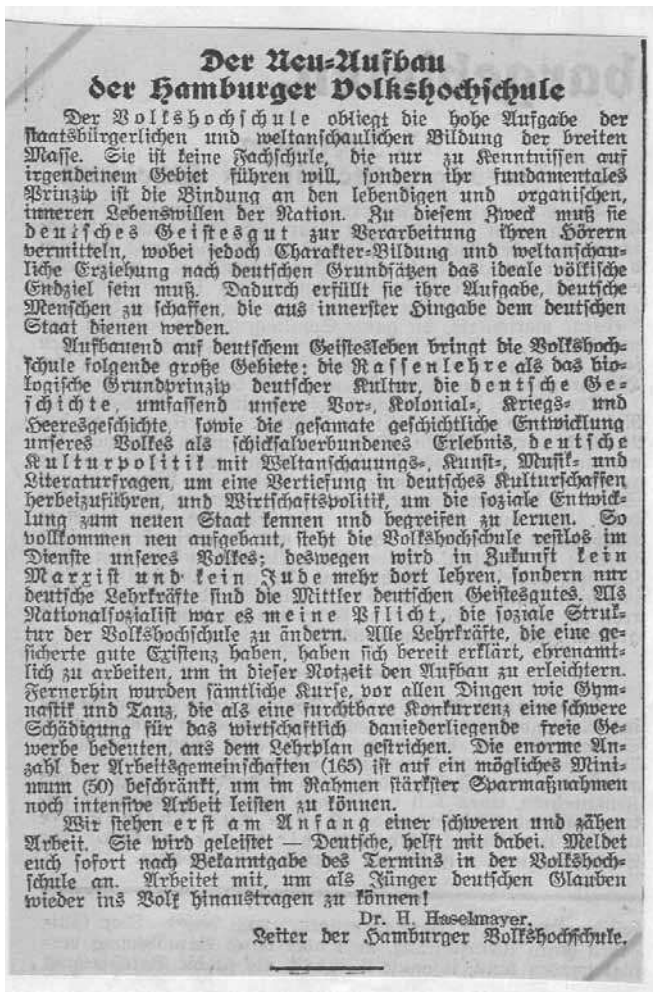 Der Neu-Aufbau
der Hamburger Volkshochschule
Der Volkshochschule obliegt die hohe Aufgabe der
staatsbürgerlichen und weltanschaulichen Bildung der breiten
Masse. Sie ist keine Fachschule, die nur zu Kenntnissen auf
irgendeinem Gebiet führen will, sondern ihr fundamentales
Prinzip ist die Bindung an den lebendigen und organischen,
inneren Lebenswillen der Nation. Zu diesem Zweck muß sie
deutsches Geistesgut zur Verarbeitung ihren Hörern
vermitteln, wobei jedoch Charakter-Bildung und weltanschau-
liche Erziehung nach deutschen Grundsätzen das ideale völkische
Endziel sein muß. Dadurch erfüllt sie ihre Aufgabe, deutsche
Menschen zu schaffen, die aus innerster Hingabe dem deutschen
Staat dienen werden.
Aufbauend auf deutschem Geistesleben bringt die Volkshoch-
schule folgende große Gebiete: die Rassenlehre als das bio-
logische Grundprinzip deutscher Kultur, die deutsche Ge-
schichte, umfassend unsere Vor-, Kolonial-, Kriegs- und
Heeresgeschichte, sowie die gesamte geschichtliche Entwicklung
unseres Volkes als schicksalverbundenes Erlebnis, deutsche
Kulturpolitik mit Weltanschauungs-, Kunst-, Musik- und
Literaturfragen, um eine Vertiefung in deutsches Kulturschaffen
herbeizuführen, und Wirtschaftspolitik, um die soziale Entwick-
lung zum neuen Staat kennen und begreifen zu lernen. So
vollkommen neu aufgebaut, steht die Volkshochschule restlos im
Dienste unseres Volkes; deswegen wird in Zukunft kein
Marxist und kein Jude mehr dort lehren, sondern nur
deutsche Lehrkräfte sind die Mittler deutschen Geistesgutes. Als
Nationalsozialist war es meine Pflicht, die soziale Struk-
tur der Volkshochschule zu ändern. Alle Lehrkräfte, die eine ge-
sicherte gute Existenz haben, haben sich bereit erklärt, ehrenamt-
lich zu arbeiten, um in dieser Notzeit den Aufbau zu erleichtern.
Fernerhin wurden sämtliche Kurse, vor allen Dingen wie Gym-
nastik und Tanz, die als eine furchtbare Konkurrenz eine schwere
Schädigung für das wirtschaftlich daniederliegende freie Ge-
werbe bedeuten, aus dem Lehrplan gestrichen. Die enorme An-
zahl der Arbeitsgemeinschaften (165) ist auf ein mögliches Mini-
mum (50) beschränkt, um im Rahmen stärkster Sparmaßnahmen
noch intensive Arbeit leisten zu können.
Wir stehen erst am Anfang einer schweren und zähen
Arbeit. Sie wird geleistet — Deutsche, helft mit dabei. Meldet
euch sofort nach Bekanntgabe des Termins in der Volkshoch-
schule an. Arbeitet mit, um als Jünger deutschen Glauben
wieder ins Volk hinaustragen zu können!
Dr. H. Haselmayer,
Leiter der Hamburger Volkshochschule.